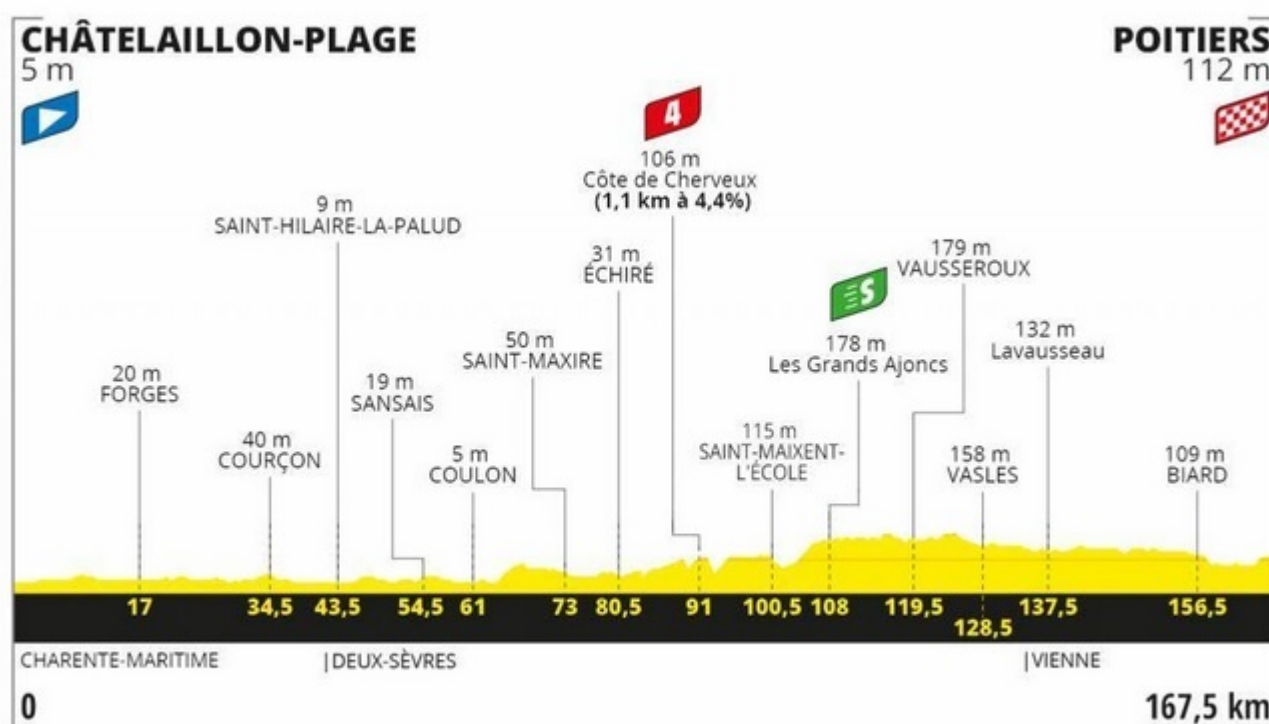 CHÂTELAILLON-PLAGE
5 m
POITIERS
112 m
4
106 m
Côte de Cherveux
(1,1 km à 4,4%)
9 m
SAINT-HILAIRE-LA-PALUD
31 m
ÉCHIRÉ
179 m
VAUSSEROUX
S
178 m
Les Grands Ajoncs
132 m
Lavausseau
50 m
SAINT-MAXIRE
20 m
FORGES
19 m
SANSAIS
40 m
COURÇON
5 m
COULON
115 m
SAINT-MAIXENT-
L'ÉCOLE
158 m
VASLES
109 m
BIARD
17 34,5 43,5 54,5 61 73 80,5 91 100,5 108 119,5 128,5 137,5 156,5
CHARENTE-MARITIME |DEUX-SÈVRES |VIENNE
0 167,5 km